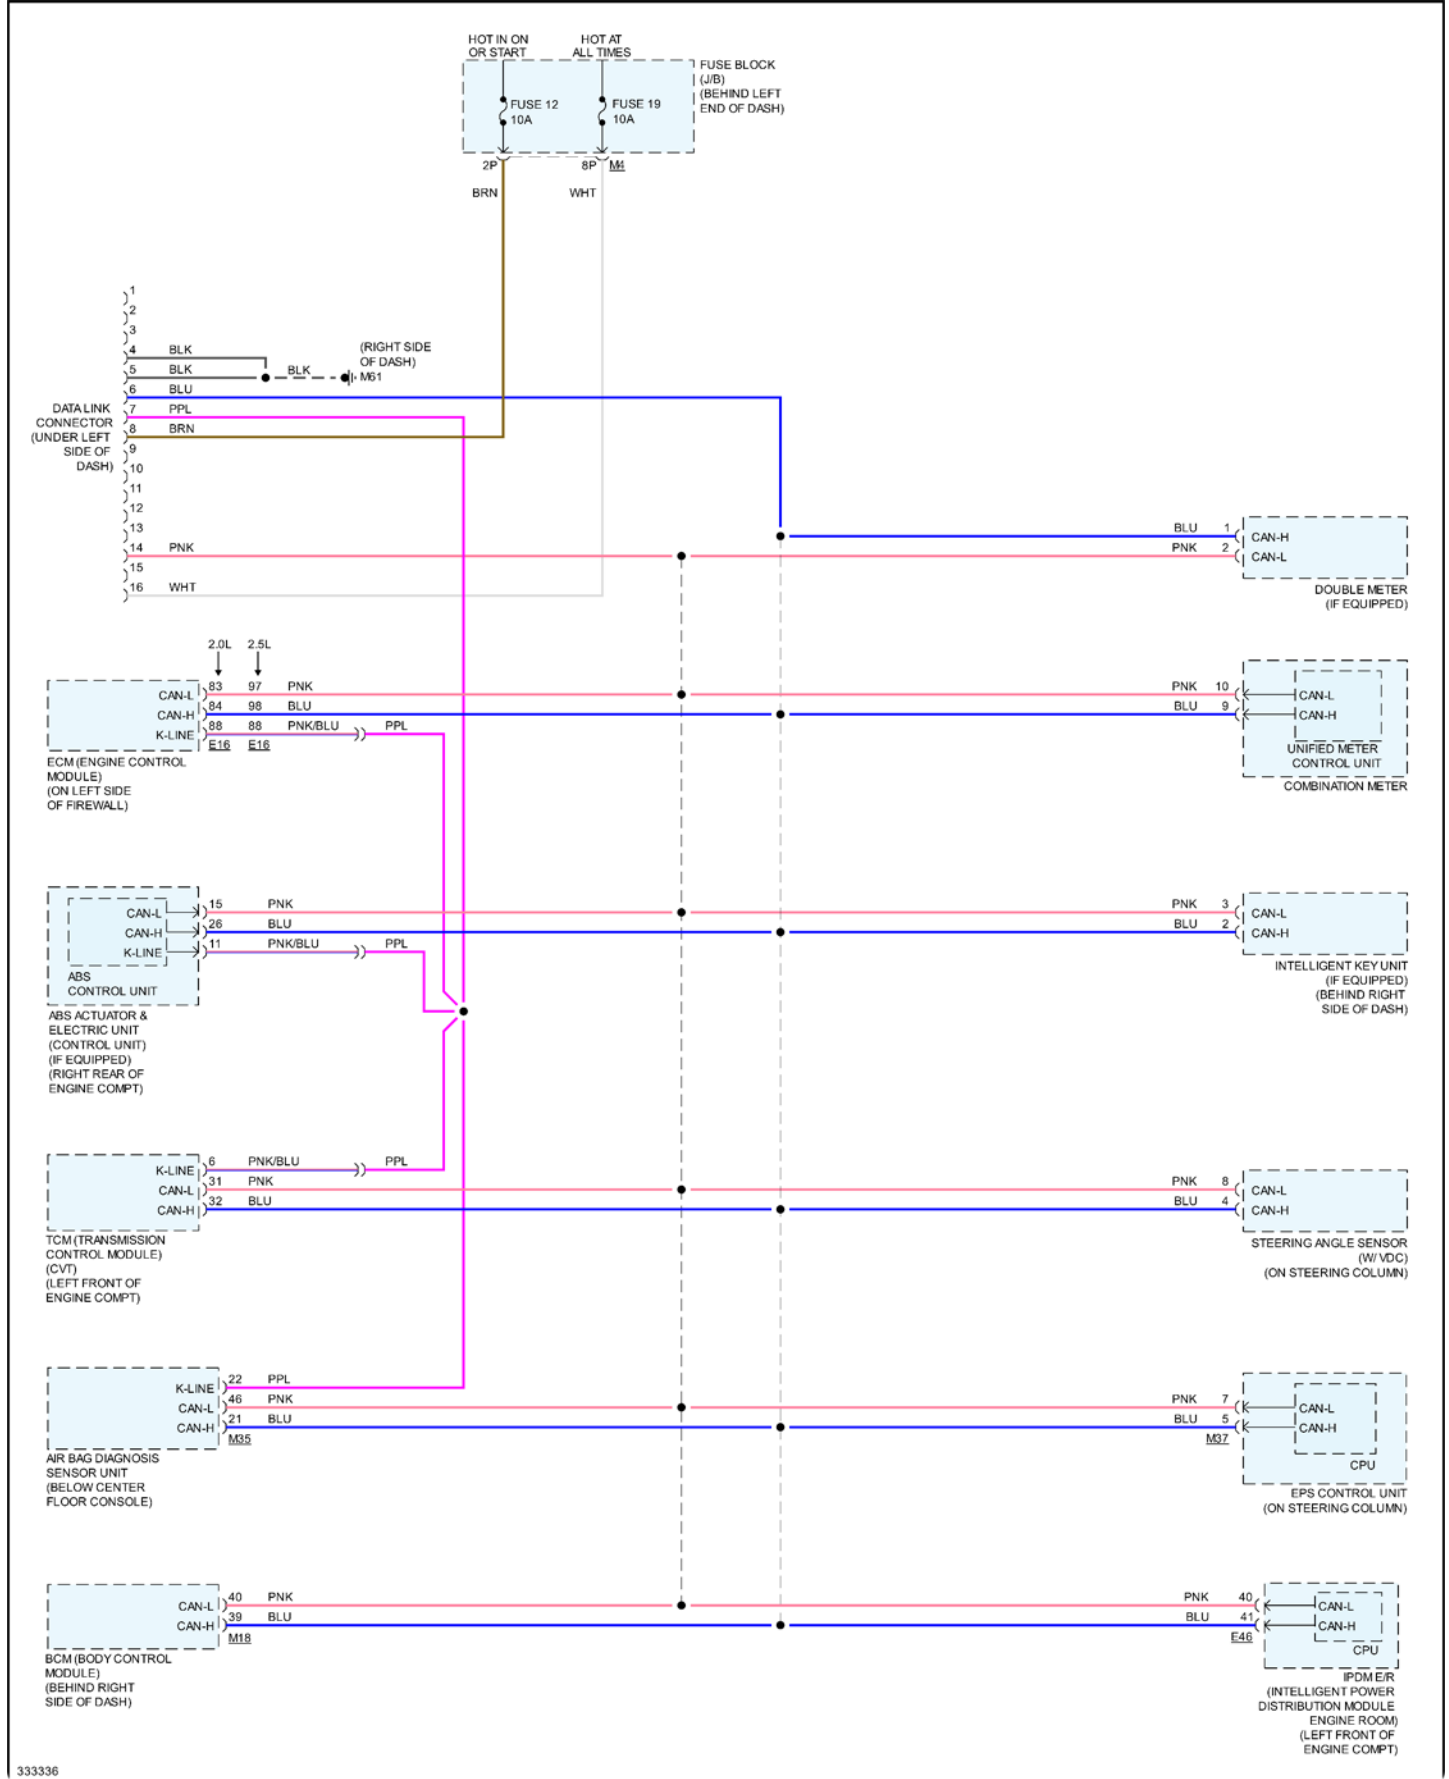 HOT IN ON
OR START
HOT AT
ALL TIMES
FUSE BLOCK
(J/B)
(BEHIND LEFT
END OF DASH)
FUSE 12
10A
FUSE 19
10A
2P
8P
M4
BRN
WHT
DATA LINK
CONNECTOR
(UNDER LEFT
SIDE OF
DASH)
1
2
3
4 BLK
5 BLK
BLK
(RIGHT SIDE
OF DASH)
M61
6 BLU
7 PPL
8 BRN
9
10
11
12
13
14 PNK
15
16 WHT
BLU 1 CAN-H
PNK 2 CAN-L
DOUBLE METER
(IF EQUIPPED)
2.0L 2.5L
CAN-L 83 97 PNK
CAN-H 84 98 BLU
K-LINE 88 88 PNK/BLU PPL
E16 E16
ECM (ENGINE CONTROL
MODULE)
(ON LEFT SIDE
OF FIREWALL)
PNK 10 CAN-L
BLU 9 CAN-H
UNIFIED METER
CONTROL UNIT
COMBINATION METER
CAN-L 15 PNK
CAN-H 26 BLU
K-LINE 11 PNK/BLU PPL
ABS
CONTROL UNIT
ABS ACTUATOR &
ELECTRIC UNIT
(CONTROL UNIT)
(IF EQUIPPED)
(RIGHT REAR OF
ENGINE COMPT)
PNK 3 CAN-L
BLU 2 CAN-H
INTELLIGENT KEY UNIT
(IF EQUIPPED)
(BEHIND RIGHT
SIDE OF DASH)
K-LINE 6 PNK/BLU PPL
CAN-L 31 PNK
CAN-H 32 BLU
TCM (TRANSMISSION
CONTROL MODULE)
(CVT)
(LEFT FRONT OF
ENGINE COMPT)
PNK 8 CAN-L
BLU 4 CAN-H
STEERING ANGLE SENSOR
(W/ VDC)
(ON STEERING COLUMN)
K-LINE 22 PPL
CAN-L 46 PNK
CAN-H 21 BLU
M35
AIR BAG DIAGNOSIS
SENSOR UNIT
(BELOW CENTER
FLOOR CONSOLE)
PNK 7 CAN-L
BLU 5 CAN-H
M37
CPU
EPS CONTROL UNIT
(ON STEERING COLUMN)
CAN-L 40 PNK
CAN-H 39 BLU
M18
BCM (BODY CONTROL
MODULE)
(BEHIND RIGHT
SIDE OF DASH)
PNK 40 CAN-L
BLU 41 CAN-H
E46
CPU
IPDM E/R
(INTELLIGENT POWER
DISTRIBUTION MODULE
ENGINE ROOM)
(LEFT FRONT OF
ENGINE COMPT)
333336